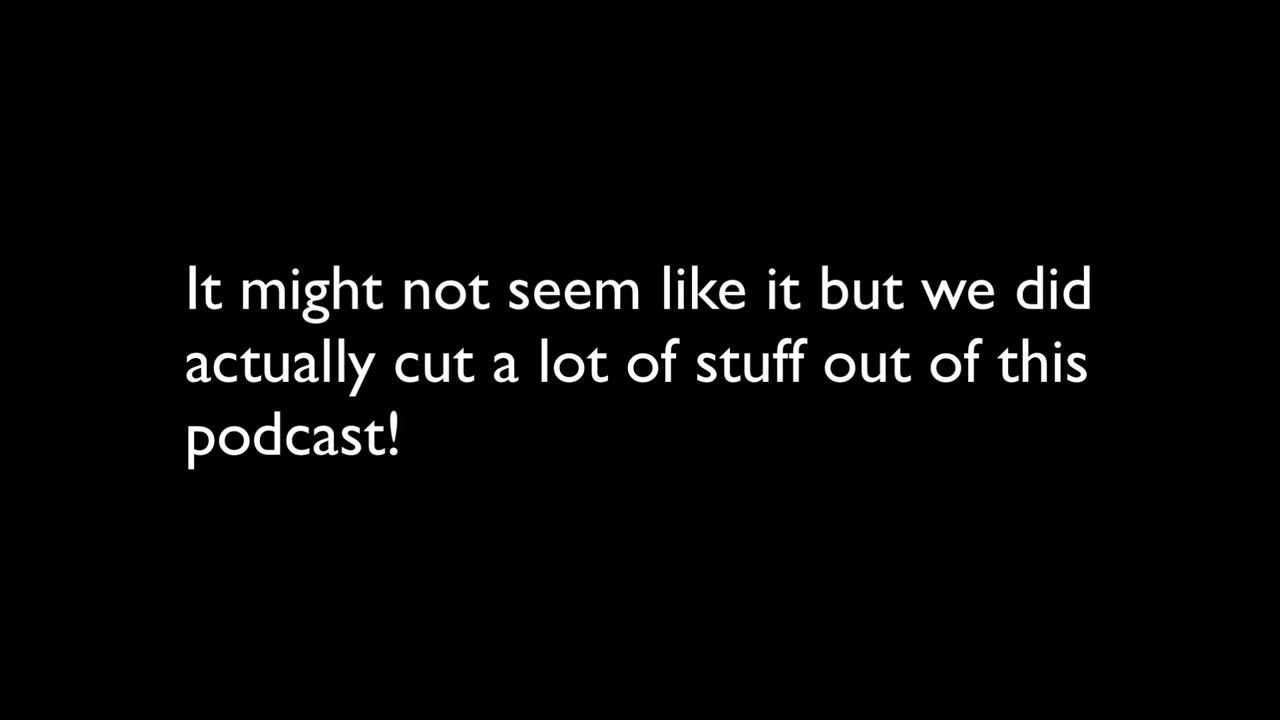 It might not seem like it but we did
actually cut a lot of stuff out of this
podcast!